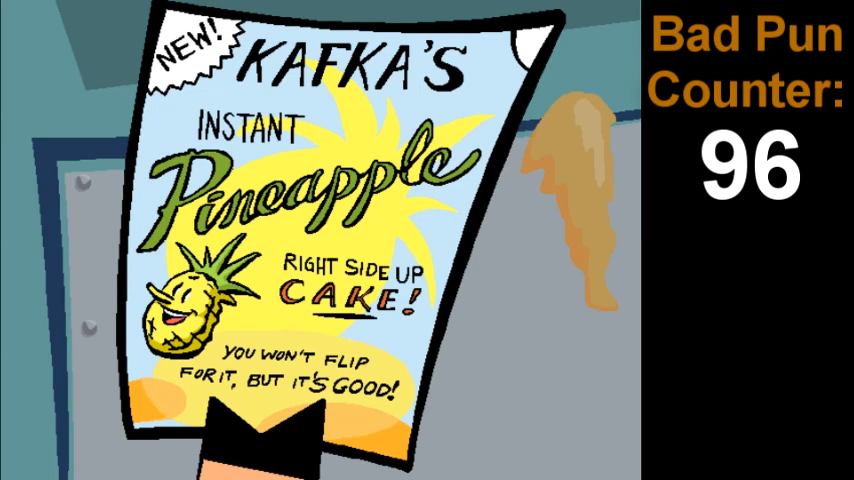 NEW!
KAFKA'S
INSTANT
Pineapple
RIGHT SIDE UP
CAKE!
YOU WON'T FLIP
FOR IT, BUT IT'S GOOD!
Bad Pun
Counter:
96